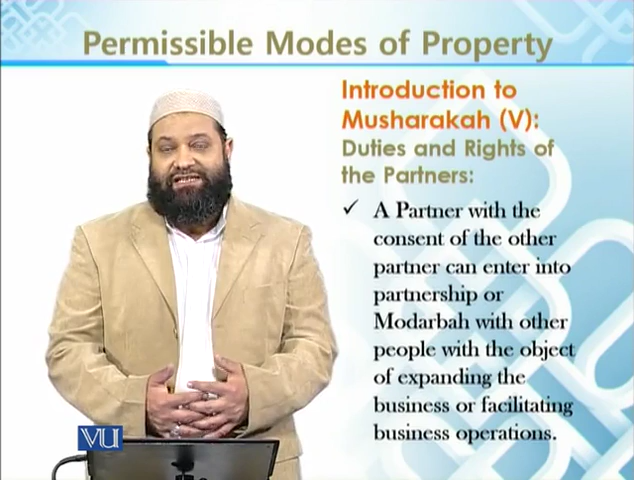 Permissible Modes of Property
Introduction to
Musharakah (V):
Duties and Rights of
the Partners:
✓ A Partner with the
consent of the other
partner can enter into
partnership or
Modarbah with other
people with the object
of expanding the
business or facilitating
business operations.
VU